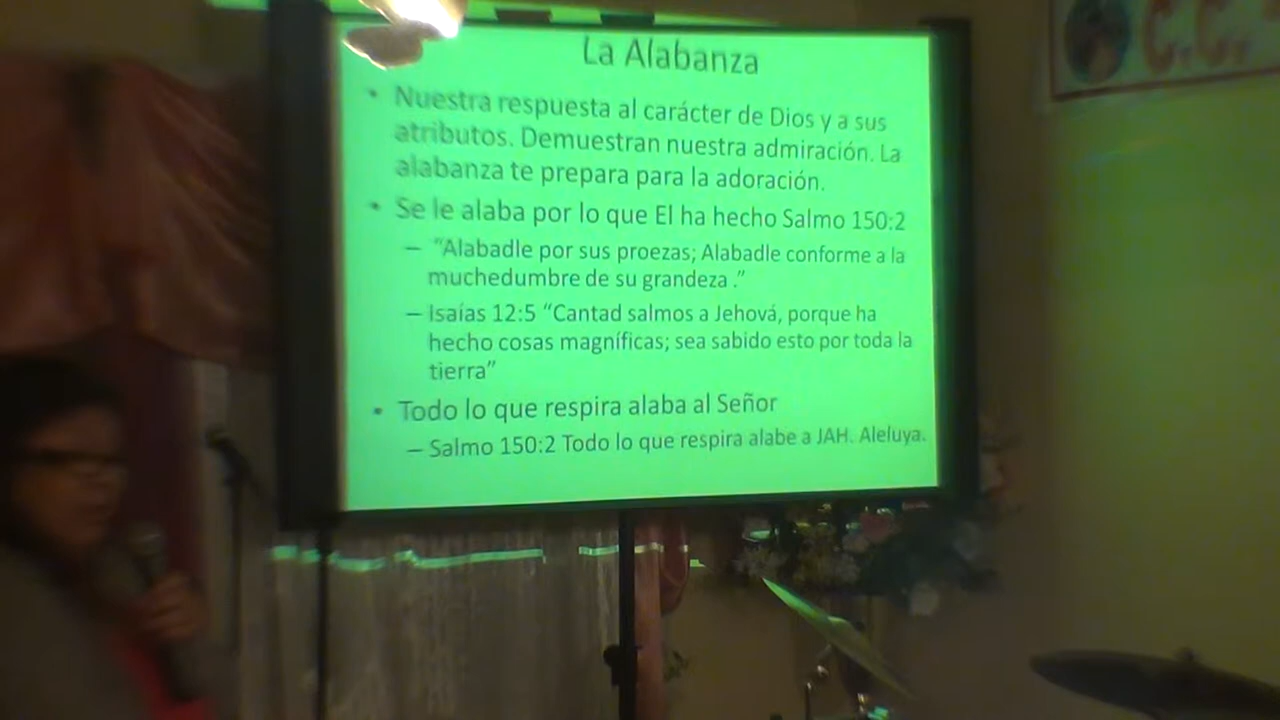 La Alabanza
• Nuestra respuesta al carácter de Dios y a sus
atributos. Demuestran nuestra admiración. La
alabanza te prepara para la adoración.
• Se le alaba por lo que El ha hecho Salmo 150:2
– "Alabadle por sus proezas; Alabadle conforme a la
muchedumbre de su grandeza ."
– Isaías 12:5 "Cantad salmos a Jehová, porque ha
hecho cosas magníficas; sea sabido esto por toda la
tierra"
• Todo lo que respira alaba al Señor
– Salmo 150:2 Todo lo que respira alabe a JAH. Aleluya.
C.C.